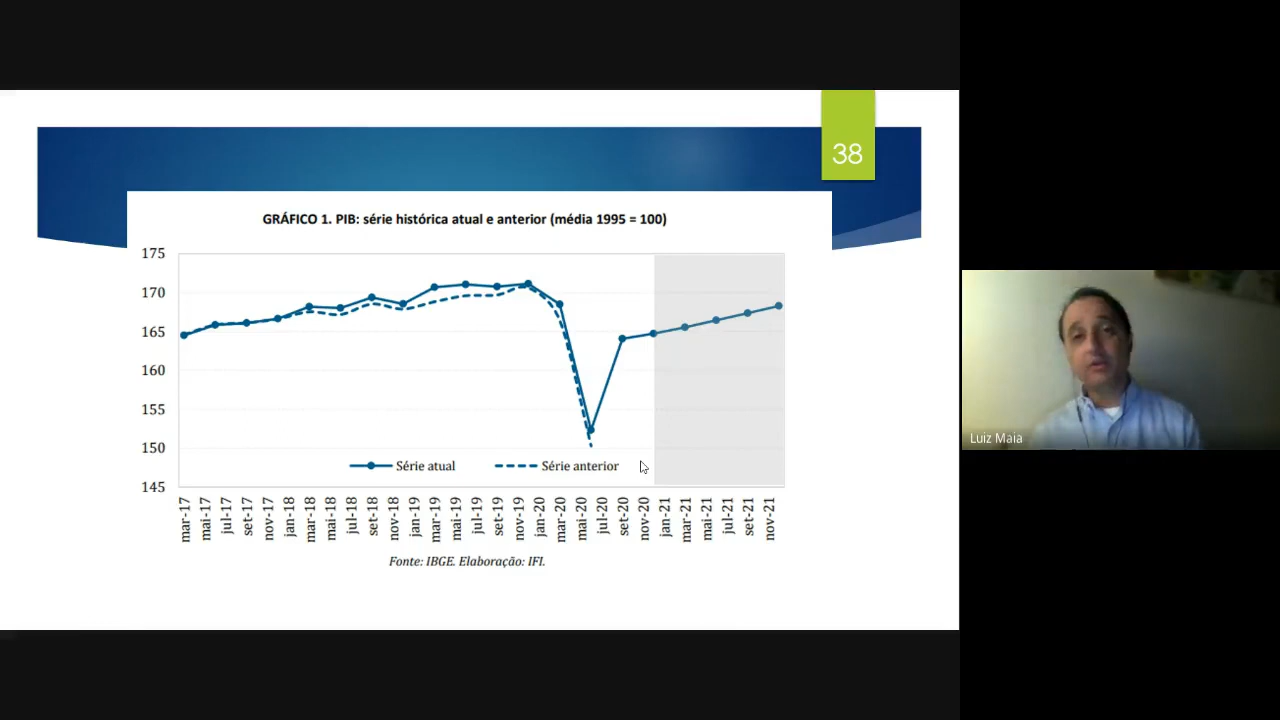 38
GRÁFICO 1. PIB: série histórica atual e anterior (média 1995 = 100)
175
170
165
160
155
150
145
Série atual
Série anterior
mar-17
mai-17
jul-17
set-17
nov-17
jan-18
mar-18
mai-18
jul-18
set-18
nov-18
jan-19
mar-19
mai-19
jul-19
set-19
nov-19
jan-20
mar-20
mai-20
jul-20
set-20
nov-20
jan-21
mar-21
mai-21
jul-21
set-21
nov-21
Fonte: IBGE. Elaboração: IFI.
Luiz Maia